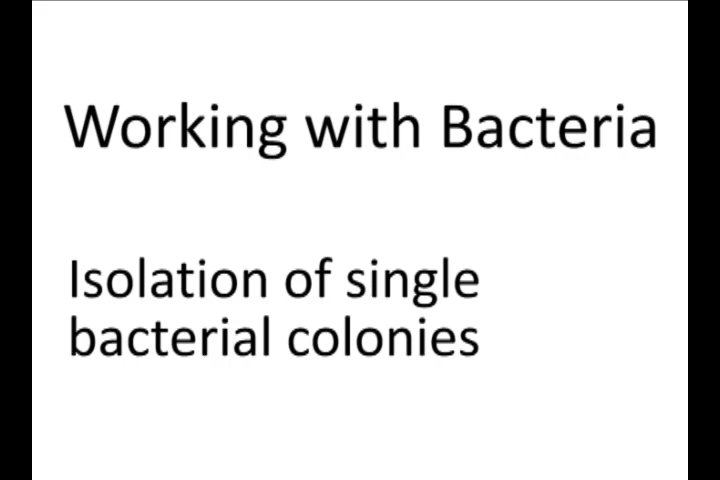 Working with Bacteria
Isolation of single
bacterial colonies